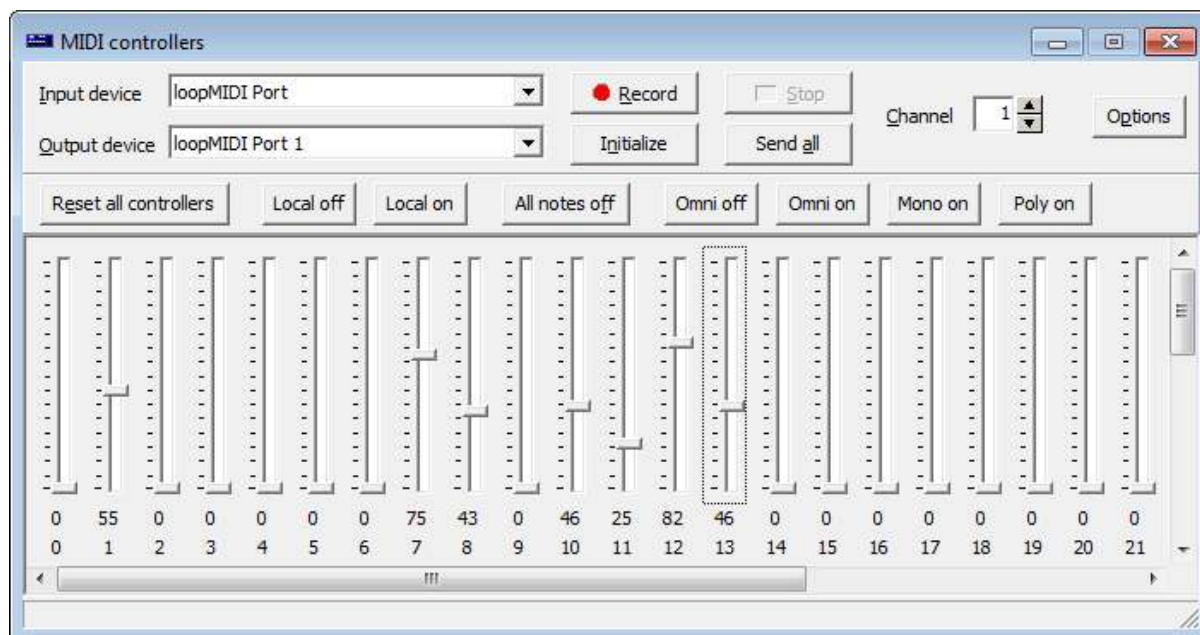 MIDI controllers
Input device loopMIDI Port Record Stop
Channel 1 Options
Output device loopMIDI Port 1 Initialize Send all
Reset all controllers Local off Local on All notes off Omni off Omni on Mono on Poly on
0 55 0 0 0 0 0 75 43 0 46 25 82 46 0 0 0 0 0 0 0 0
0 1 2 3 4 5 6 7 8 9 10 11 12 13 14 15 16 17 18 19 20 21